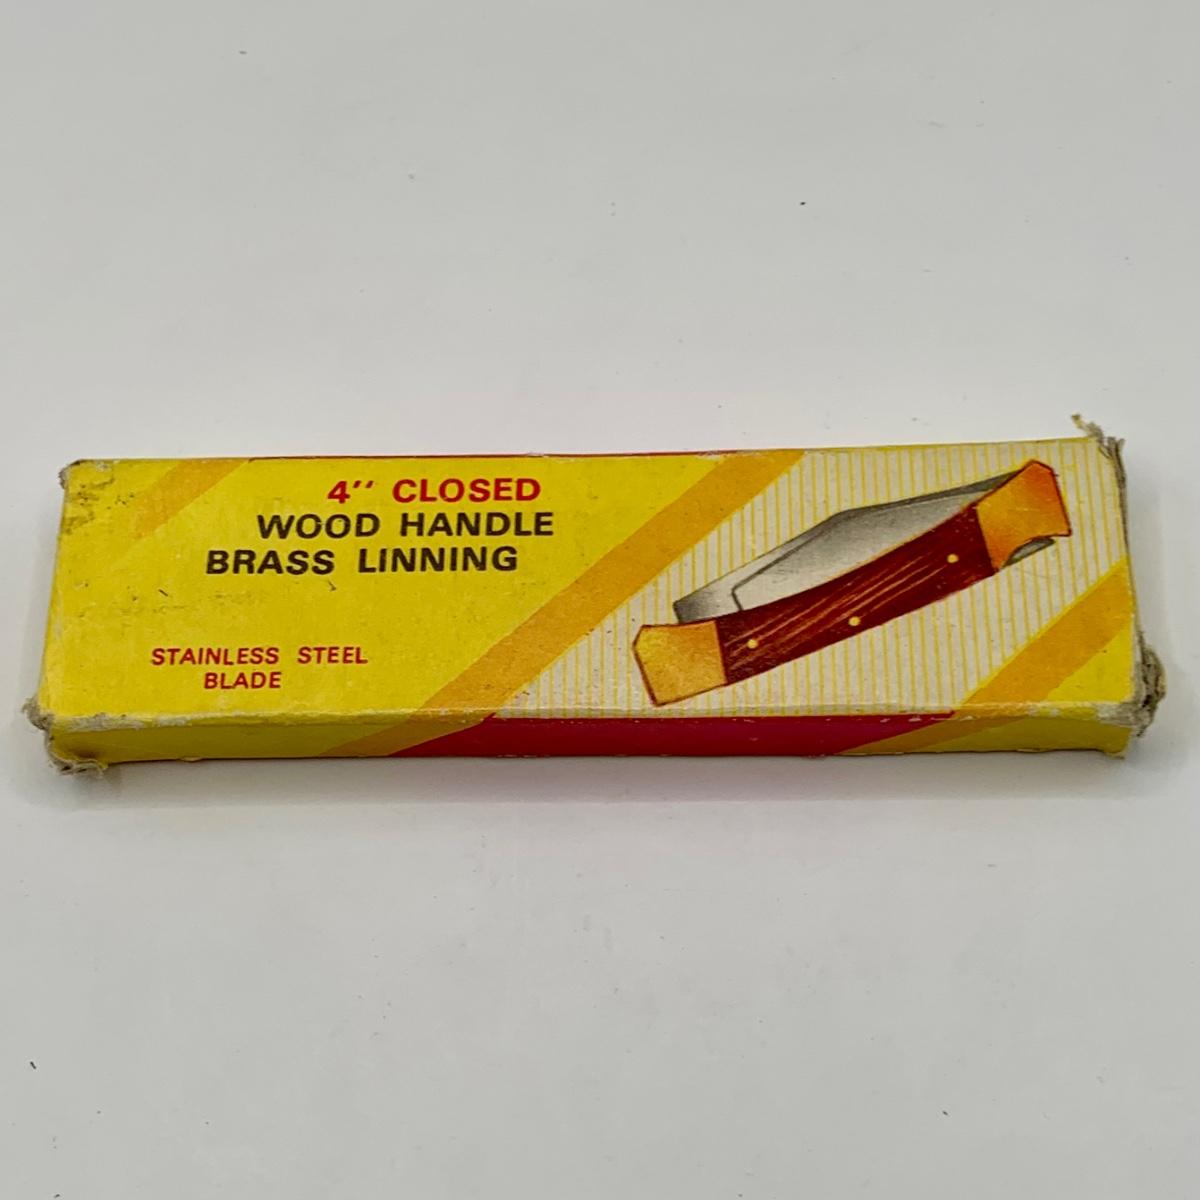 4'' CLOSED
WOOD HANDLE
BRASS LINNING
STAINLESS STEEL
BLADE